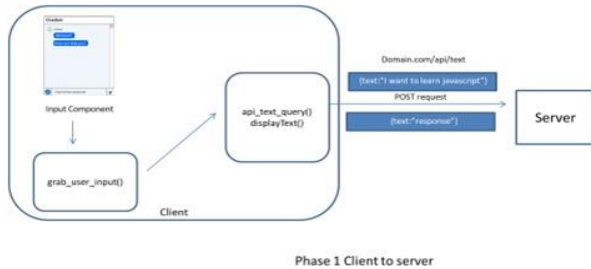 Chatbot
Input Component
grab_user_input()
Client
api_text_query()
displayText()
Domain.com/api/text
{text:"I want to learn javascript"}
POST request
{text:"response"}
Server
Phase 1 Client to server